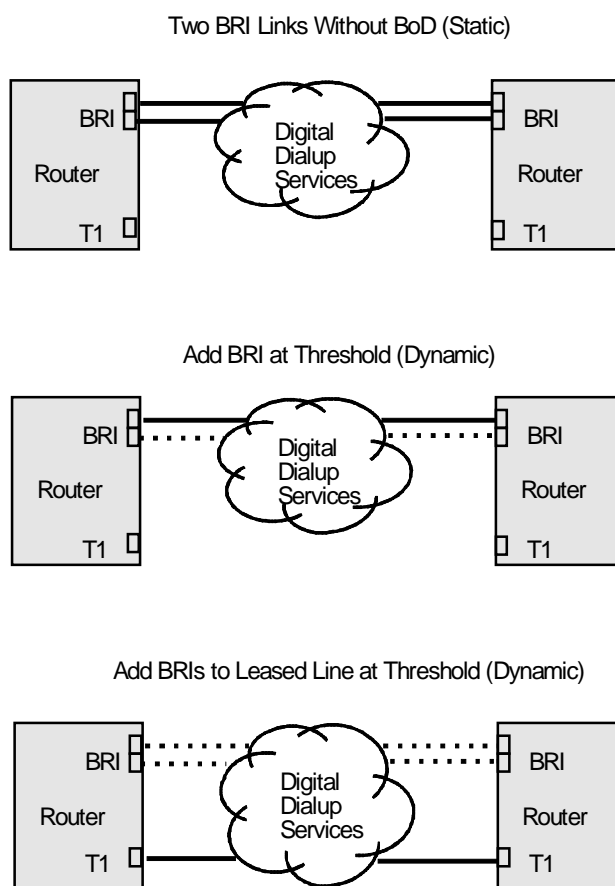 Two BRI Links Without BoD (Static)
BRI
Router
T1
Digital
Dialup
Services
BRI
Router
T1
Add BRI at Threshold (Dynamic)
BRI
Router
T1
Digital
Dialup
Services
BRI
Router
T1
Add BRIs to Leased Line at Threshold (Dynamic)
BRI
Router
T1
Digital
Dialup
Services
BRI
Router
T1